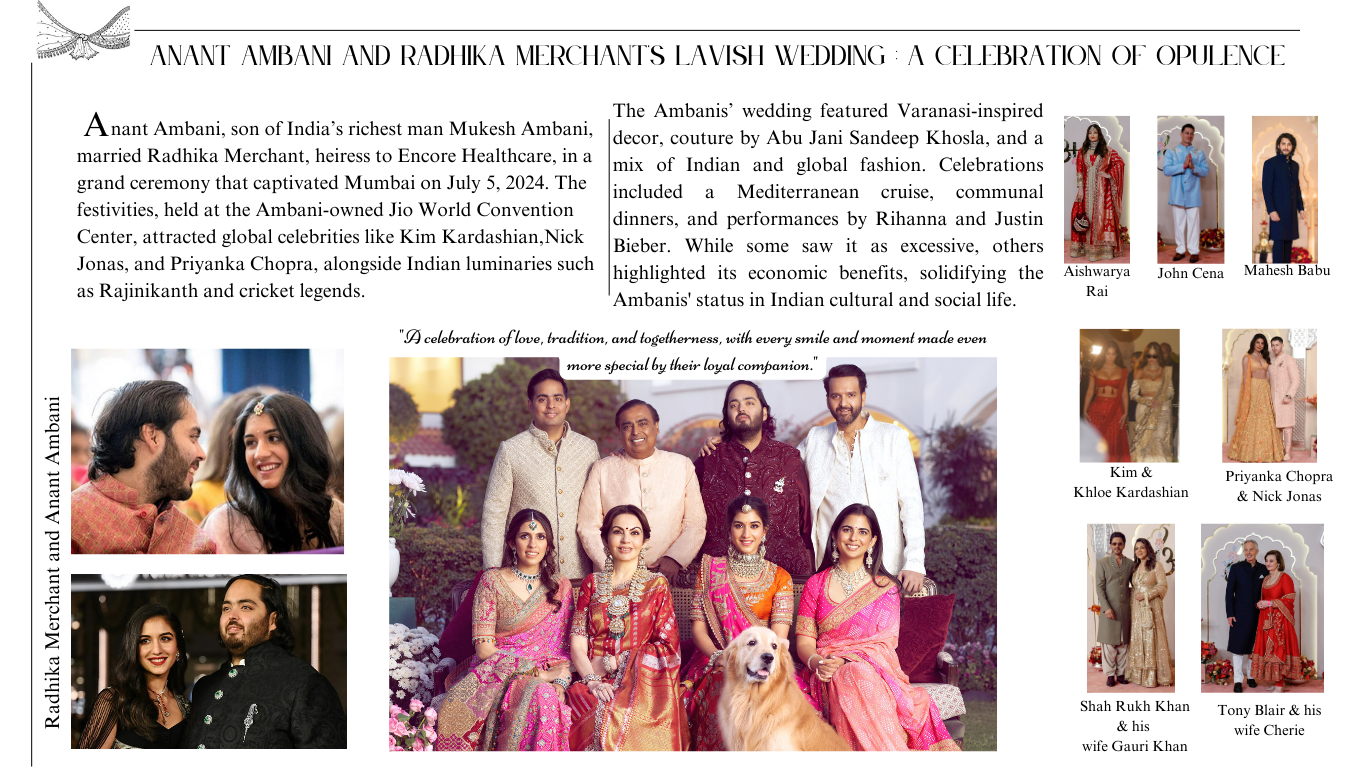 ANANT AMBANI AND RADHIKA MERCHANT'S LAVISH WEDDING : A CELEBRATION OF OPULENCE
Anant Ambani, son of India’s richest man Mukesh Ambani,
married Radhika Merchant, heiress to Encore Healthcare, in a
grand ceremony that captivated Mumbai on July 5, 2024. The
festivities, held at the Ambani-owned Jio World Convention
Center, attracted global celebrities like Kim Kardashian,Nick
Jonas, and Priyanka Chopra, alongside Indian luminaries such
as Rajinikanth and cricket legends.
The Ambanis’ wedding featured Varanasi-inspired
decor, couture by Abu Jani Sandeep Khosla, and a
mix of Indian and global fashion. Celebrations
included a Mediterranean cruise, communal
dinners, and performances by Rihanna and Justin
Bieber. While some saw it as excessive, others
highlighted its economic benefits, solidifying the
Ambanis' status in Indian cultural and social life.
"A celebration of love, tradition, and togetherness, with every smile and moment made even
more special by their loyal companion."
Radhika Merchant and Anant Ambani
Aishwarya
Rai
John Cena
Mahesh Babu
Kim &
Khloe Kardashian
Priyanka Chopra
& Nick Jonas
Shah Rukh Khan
& his
wife Gauri Khan
Tony Blair & his
wife Cherie